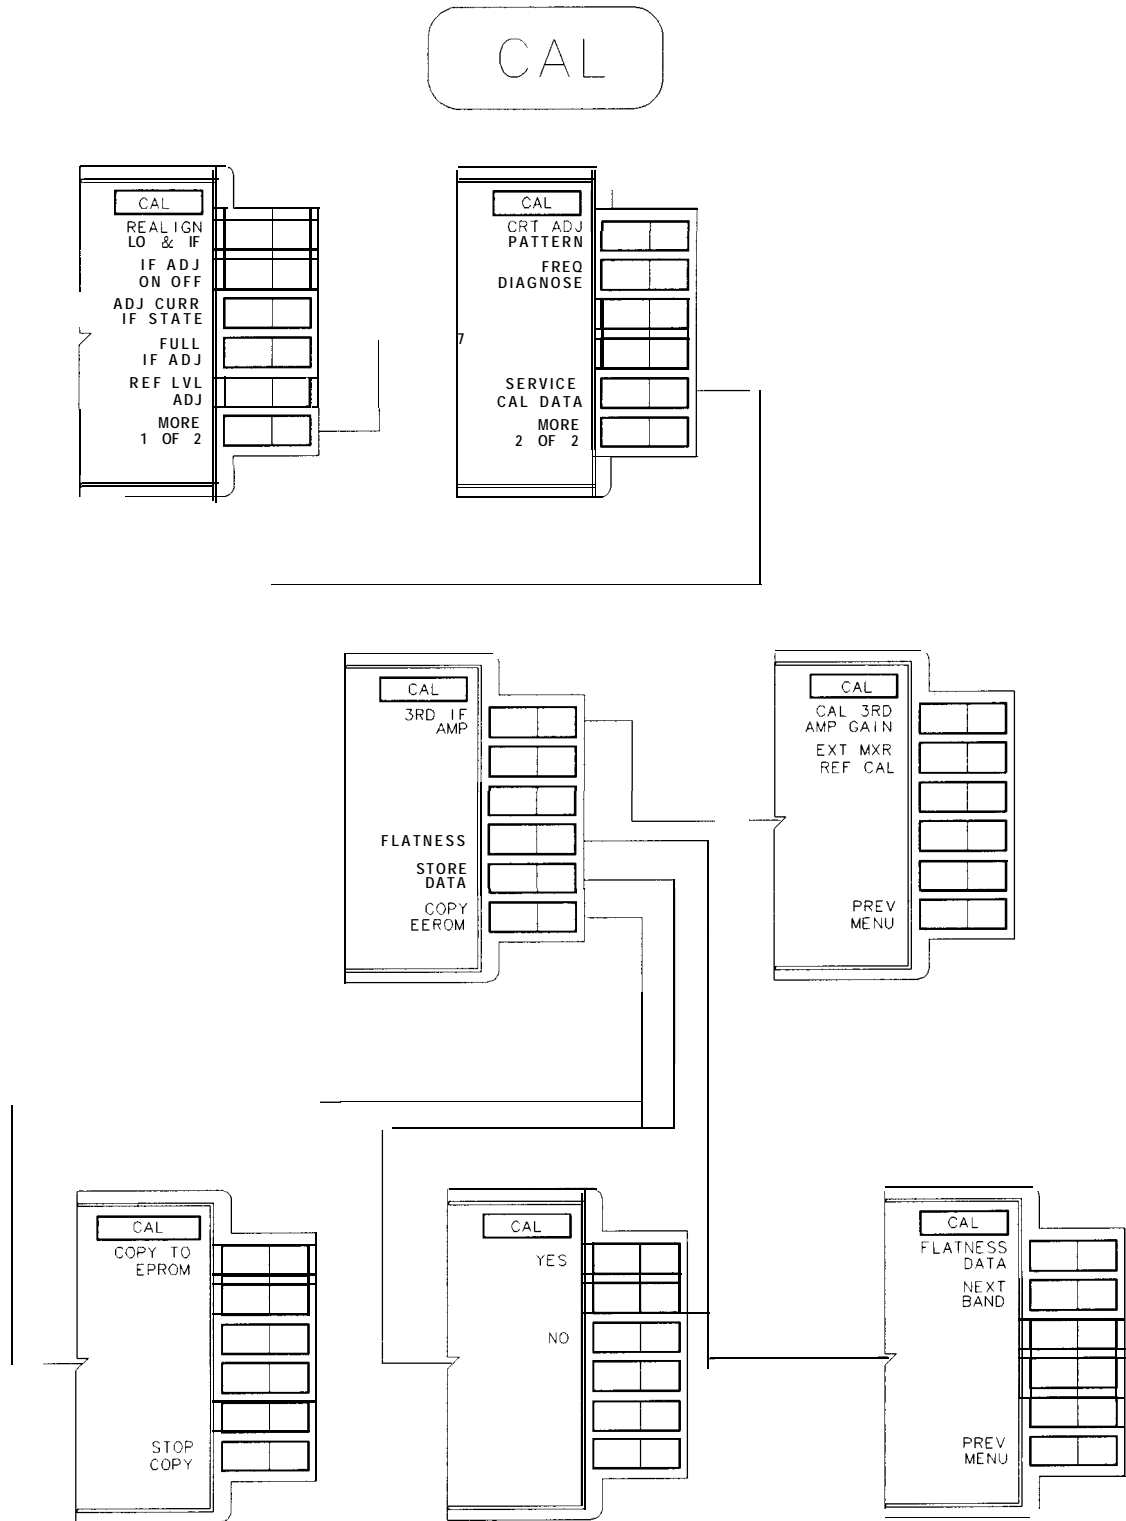 CAL
CAL
REALIGN
LO & IF
IF ADJ
ON OFF
ADJ CURR
IF STATE
FULL
IF ADJ
REF LVL
ADJ
MORE
1 OF 2
CAL
CRT ADJ
PATTERN
FREQ
DIAGNOSE
7
SERVICE
CAL DATA
MORE
2 OF 2
CAL
3RD IF
AMP
FLATNESS
STORE
DATA
COPY
EEROM
CAL
CAL 3RD
AMP GAIN
EXT MXR
REF CAL
PREV
MENU
CAL
COPY TO
EPROM
STOP
COPY
CAL
YES
NO
CAL
FLATNESS
DATA
NEXT
BAND
PREV
MENU